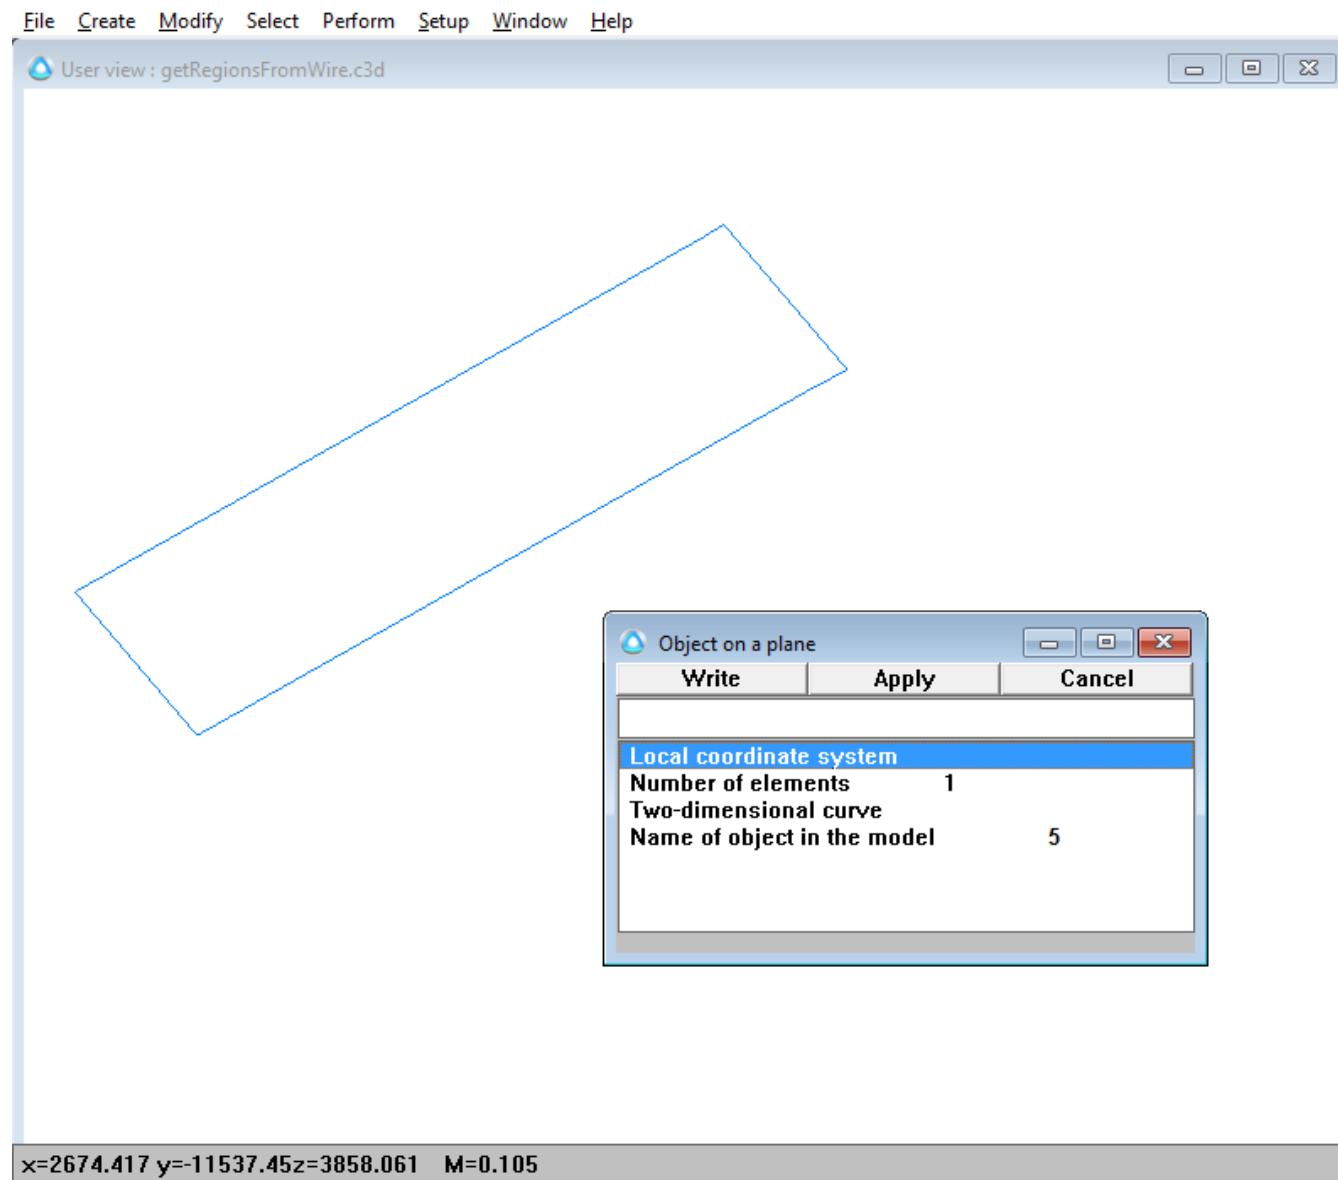 File Create Modify Select Perform Setup Window Help
User view : getRegionsFromWire.c3d
Object on a plane
Write Apply Cancel
Local coordinate system
Number of elements 1
Two-dimensional curve
Name of object in the model 5
x=2674.417 y=-11537.45z=3858.061 M=0.105